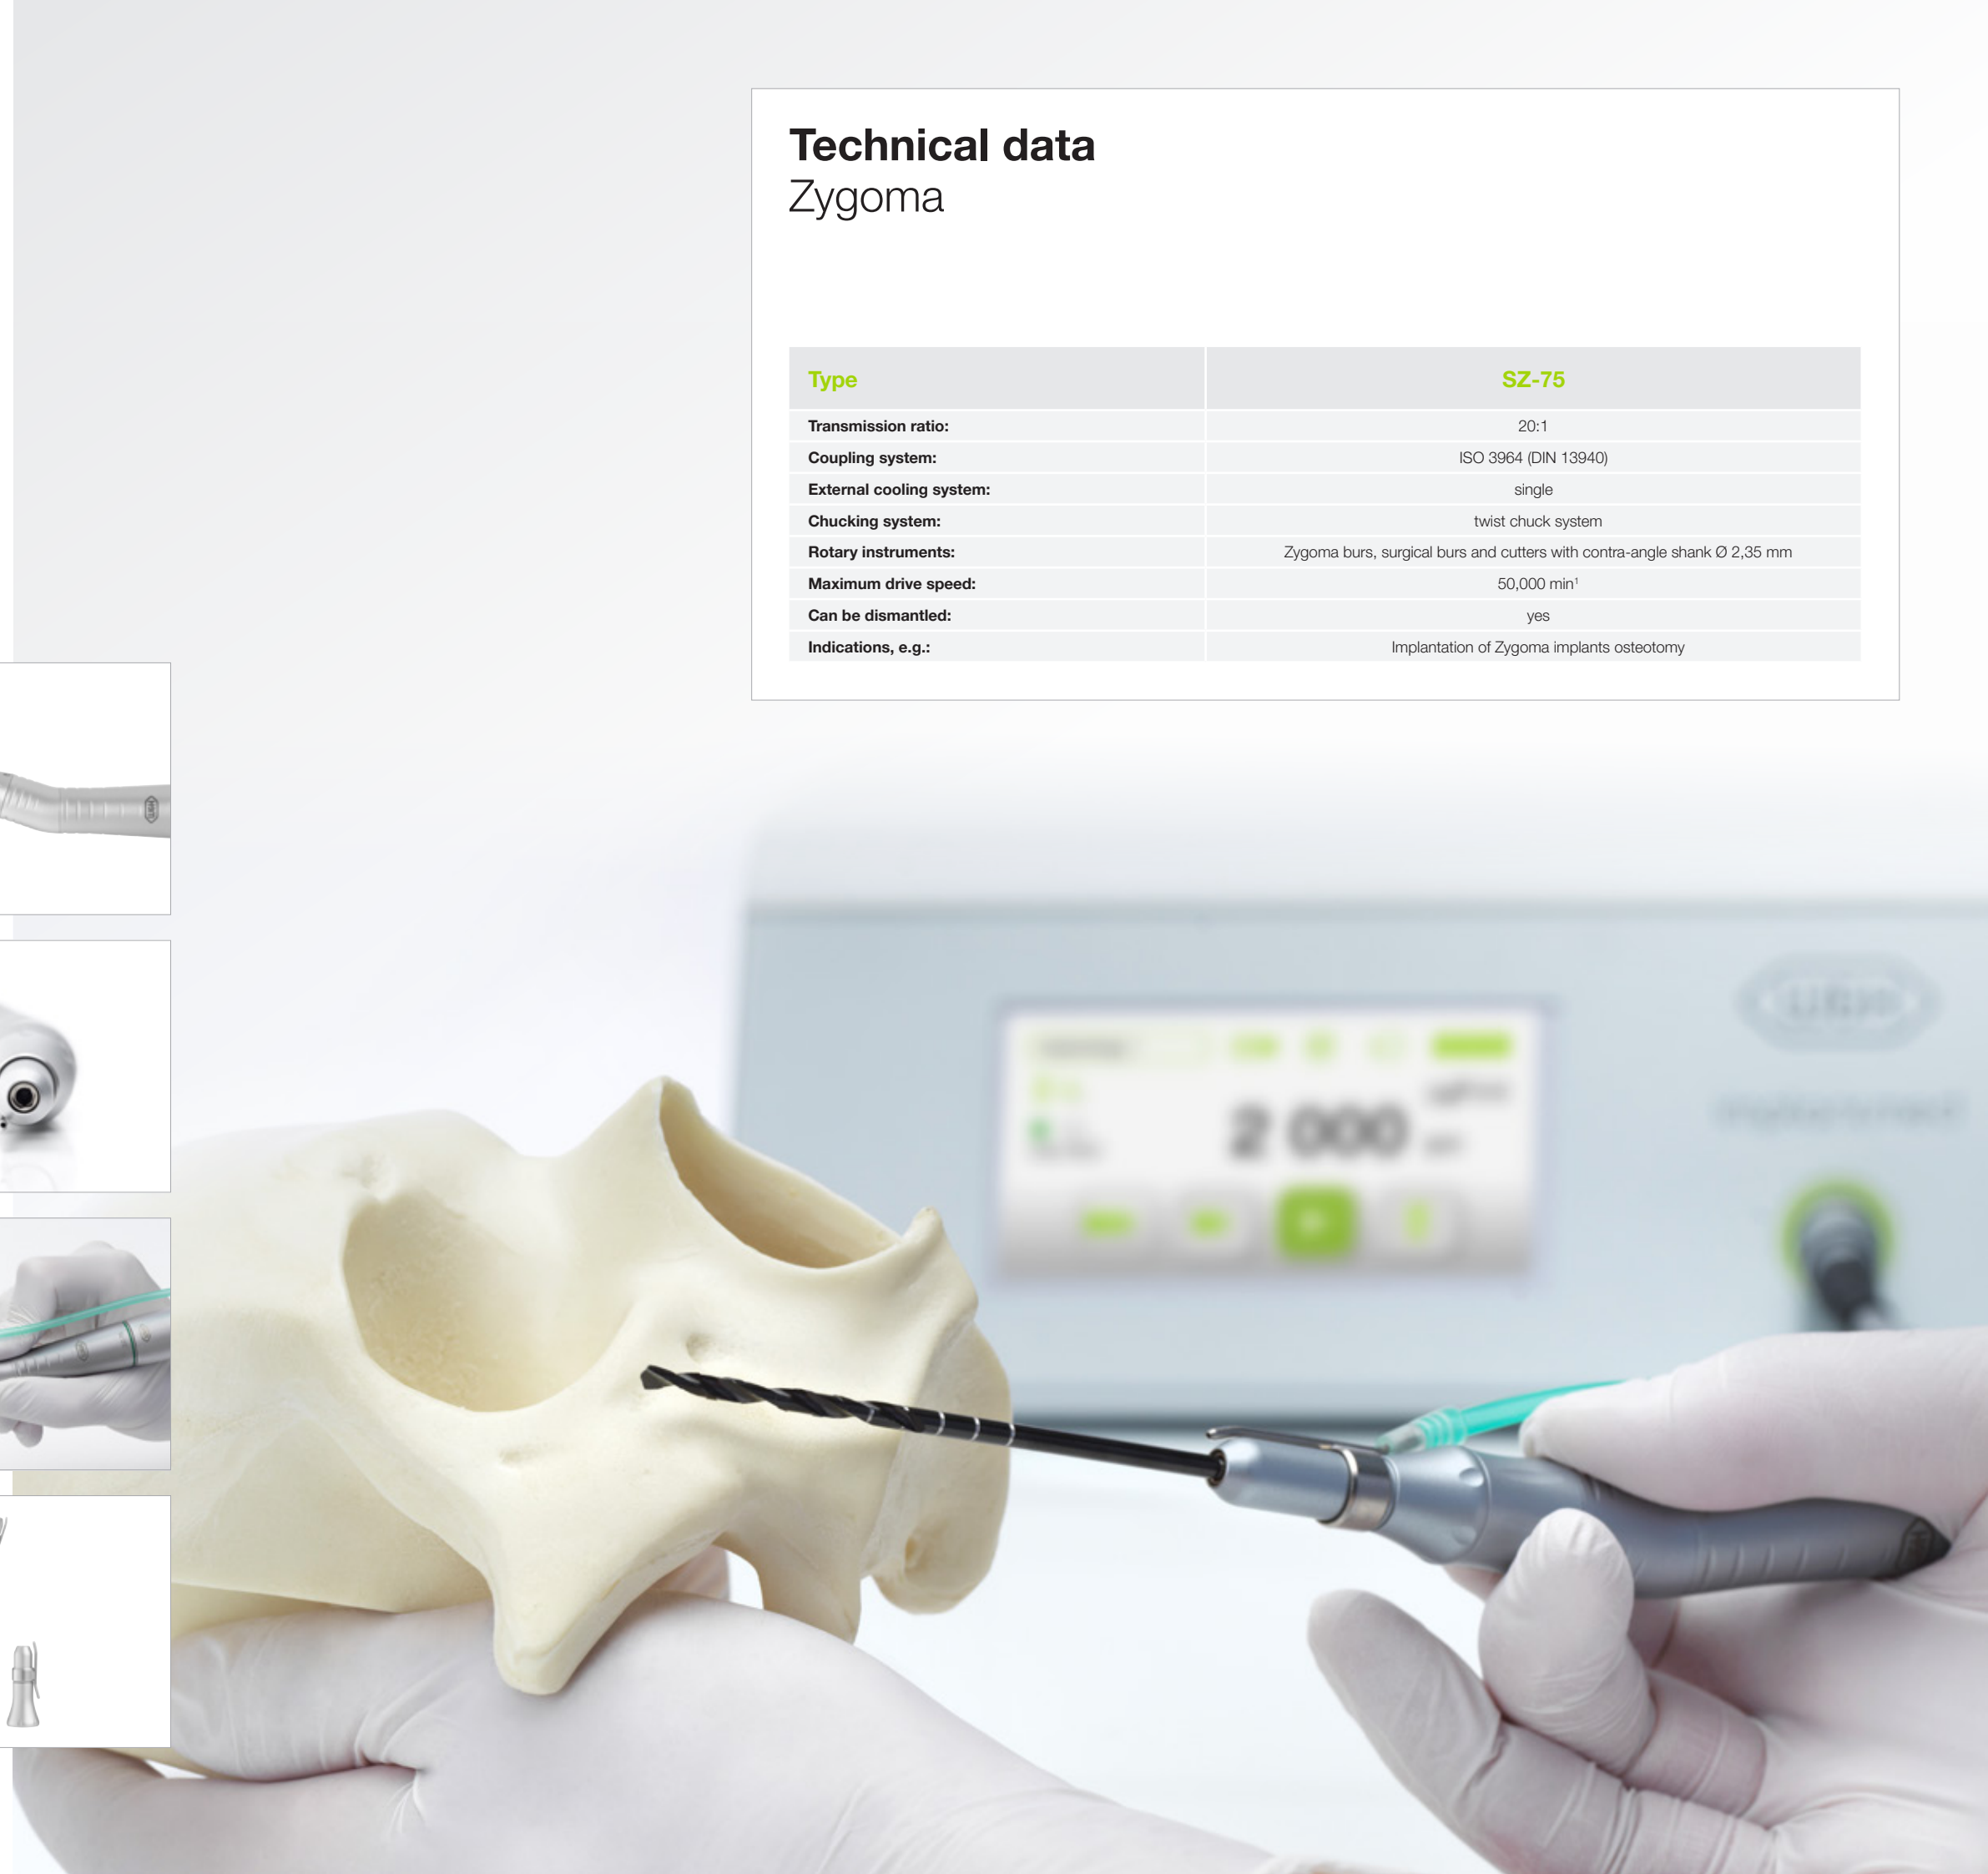 Technical data
Zygoma
Type SZ-75
Transmission ratio: 20:1
Coupling system: ISO 3964 (DIN 13940)
External cooling system: single
Chucking system: twist chuck system
Rotary instruments: Zygoma burs, surgical burs and cutters with contra-angle shank Ø 2,35 mm
Maximum drive speed: 50,000 min¹
Can be dismantled: yes
Indications, e.g.: Implantation of Zygoma implants osteotomy
2 000